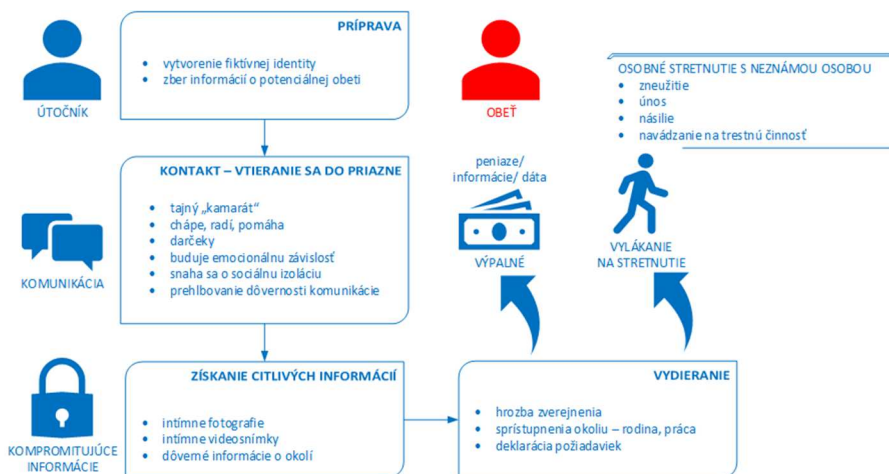 PRÍPRAVA
• vytvorenie fiktívnej identity
• zber informácií o potenciálnej obeti
ÚTOČNÍK
OBEŤ
OSOBNÉ STRETNUTIE S NEZNÁMOU OSOBOU
• zneužitie
• únos
• násilie
• navádzanie na trestnú činnosť
KONTAKT – VTIERANIE SA DO PRIAZNE
• tajný „kamarát“
• chápe, radí, pomáha
• darčeky
• buduje emocionálnu závislosť
• snaha sa o sociálnu izoláciu
• prehlbovanie dôvernosti komunikácie
KOMUNIKÁCIA
peniaze/
informácie/ dáta
VÝPALNÉ
VYLÁKANIE
NA STRETNUTIE
ZÍSKANIE CITLIVÝCH INFORMÁCIÍ
• intímne fotografie
• intímne videosnímky
• dôverné informácie o okolí
KOMPROMITUJÚCE
INFORMÁCIE
VYDIERANIE
• hrozba zverejnenia
• sprístupnenia okoliu – rodina, práca
• deklarácia požiadaviek